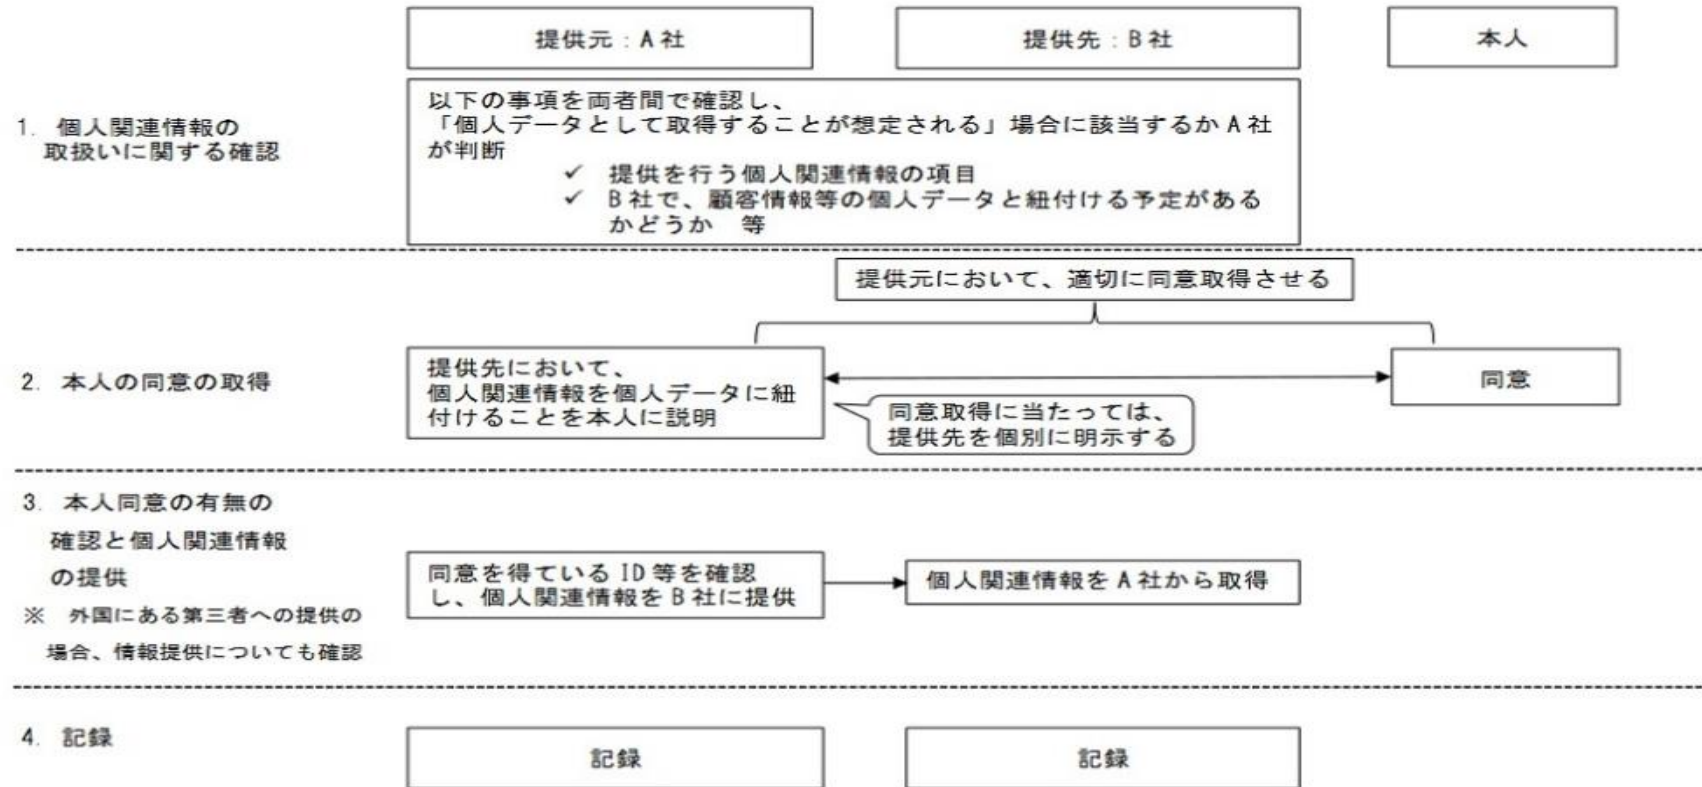 提供元：A社
提供先：B社
本人
1. 個人関連情報の
取扱いに関する確認
以下の事項を両者間で確認し、
「個人データとして取得することが想定される」場合に該当するかA社
が判断
✓ 提供を行う個人関連情報の項目
✓ B社で、顧客情報等の個人データと紐付ける予定がある
かどうか 等
提供元において、適切に同意取得させる
2. 本人の同意の取得
提供先において、
個人関連情報を個人データに紐
付けることを本人に説明
同意
同意取得に当たっては、
提供先を個別に明示する
3. 本人同意の有無の
確認と個人関連情報
の提供
※ 外国にある第三者への提供の
場合、情報提供についても確認
同意を得ているID等を確認
し、個人関連情報をB社に提供
個人関連情報をA社から取得
4. 記録
記録
記録